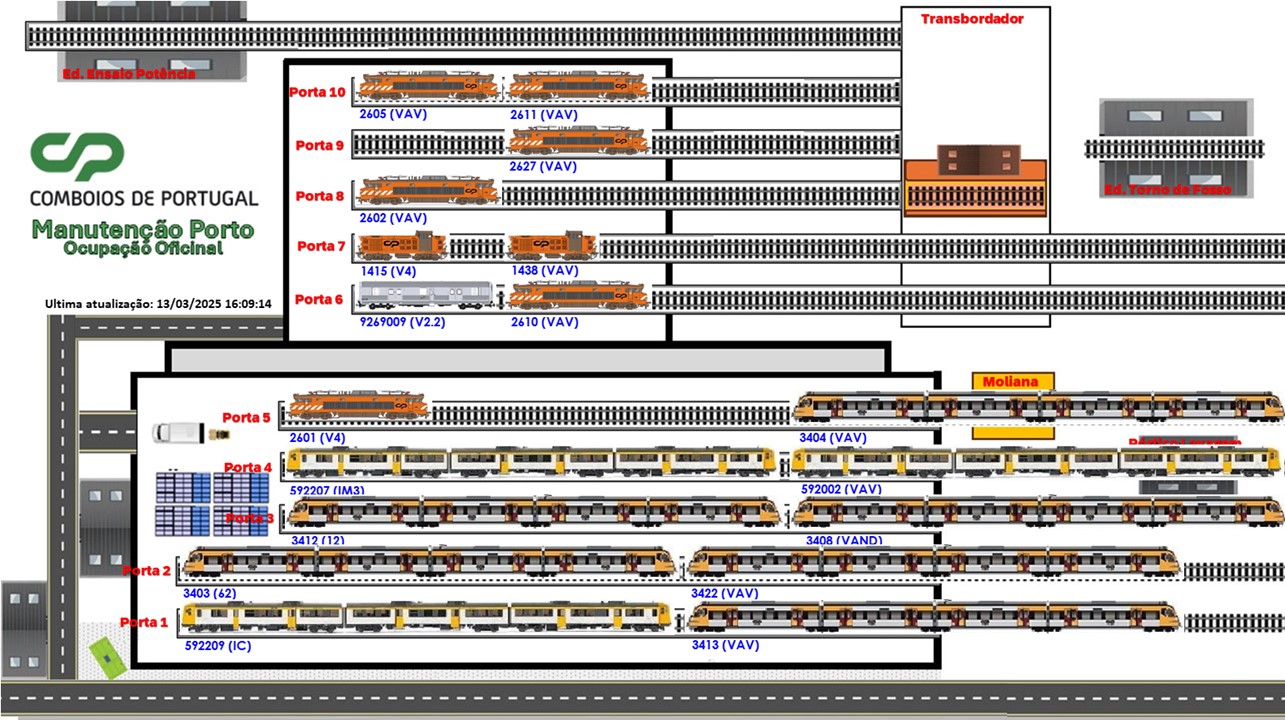 Transbordador
Ed. Ensaio Potência
Porta 10
2605 (VAV)
2611 (VAV)
COMBOIOS DE PORTUGAL
Manutenção Porto
Ocupação Oficinal
Porta 9
2627 (VAV)
Ed. Torno de Fosso
Porta 8
2602 (VAV)
Porta 7
1415 (V4)
1438 (VAV)
Ultima atualização: 13/03/2025 16:09:14
Porta 6
9269009 (V2.2)
2610 (VAV)
Moliana
Porta 5
2601 (V4)
3404 (VAV)
Porta 4
592207 (IM3)
592002 (VAV)
Porta 3
3412 (12)
3408 (VAND)
Porta 2
3403 (62)
3422 (VAV)
Porta 1
592209 (IC)
3413 (VAV)